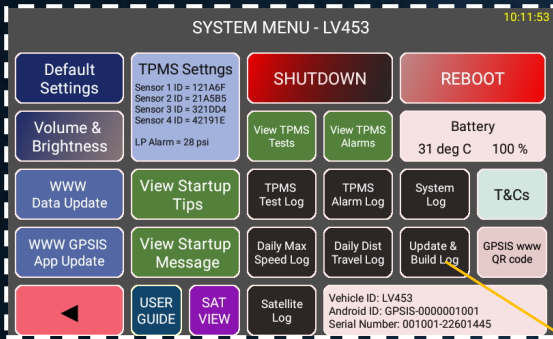 10:11:53
SYSTEM MENU - LV453
Default
Settings
TPMS Settngs
Sensor 1 ID = 121A6F
Sensor 2 ID = 21A5B5
Sensor 3 ID = 321DD4
Sensor 4 ID = 42191E
LP Alarm = 28 psi
SHUTDOWN
REBOOT
Volume &
Brightness
View TPMS
Tests
View TPMS
Alarms
Battery
31 deg C 100 %
WWW
Data Update
View Startup
Tips
TPMS
Test Log
TPMS
Alarm Log
System
Log
T&Cs
WWW GPSIS
App Update
View Startup
Message
Daily Max
Speed Log
Daily Dist
Travel Log
Update &
Build Log
GPSIS www
QR code
USER
GUIDE
SAT
VIEW
Satellite
Log
Vehicle ID: LV453
Android ID: GPSIS-0000001001
Serial Number: 001001-22601445